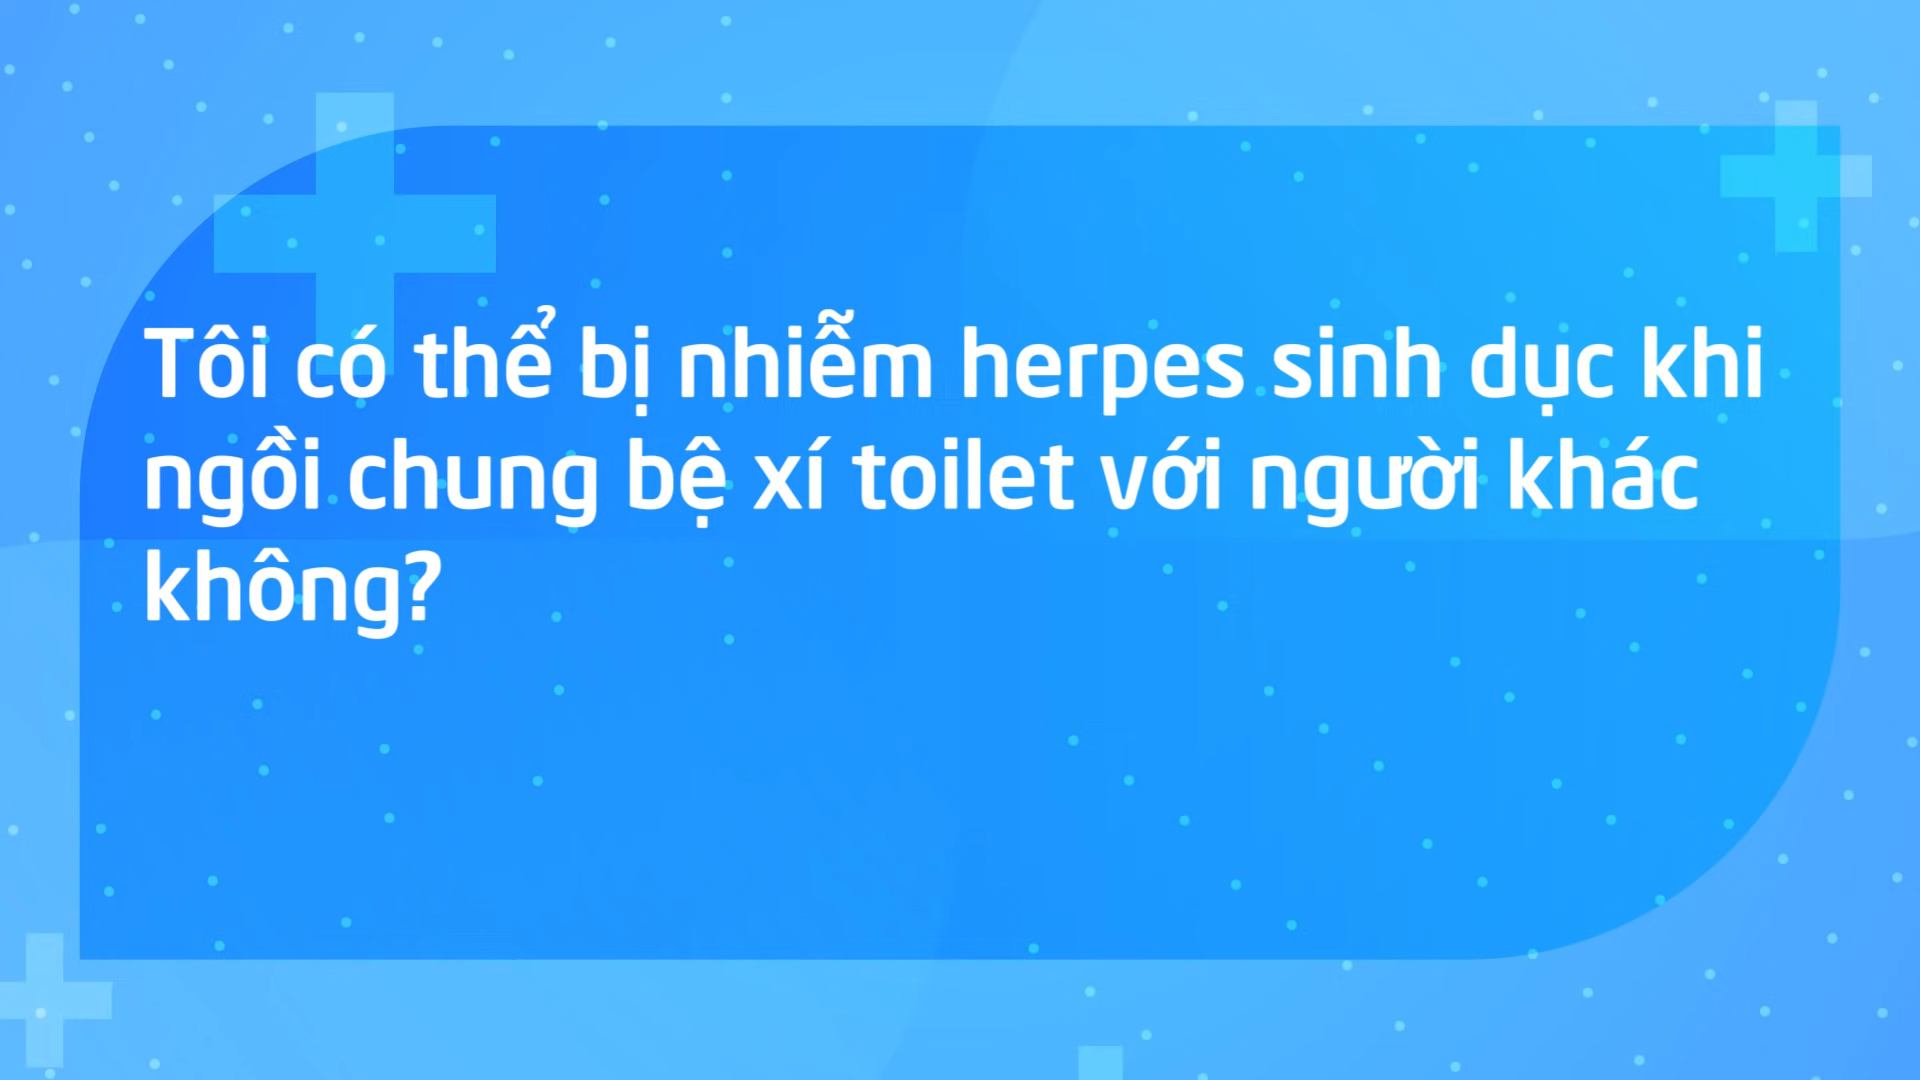 Tôi có thể bị nhiễm herpes sinh dục khi
ngồi chung bệ xí toilet với người khác
không?